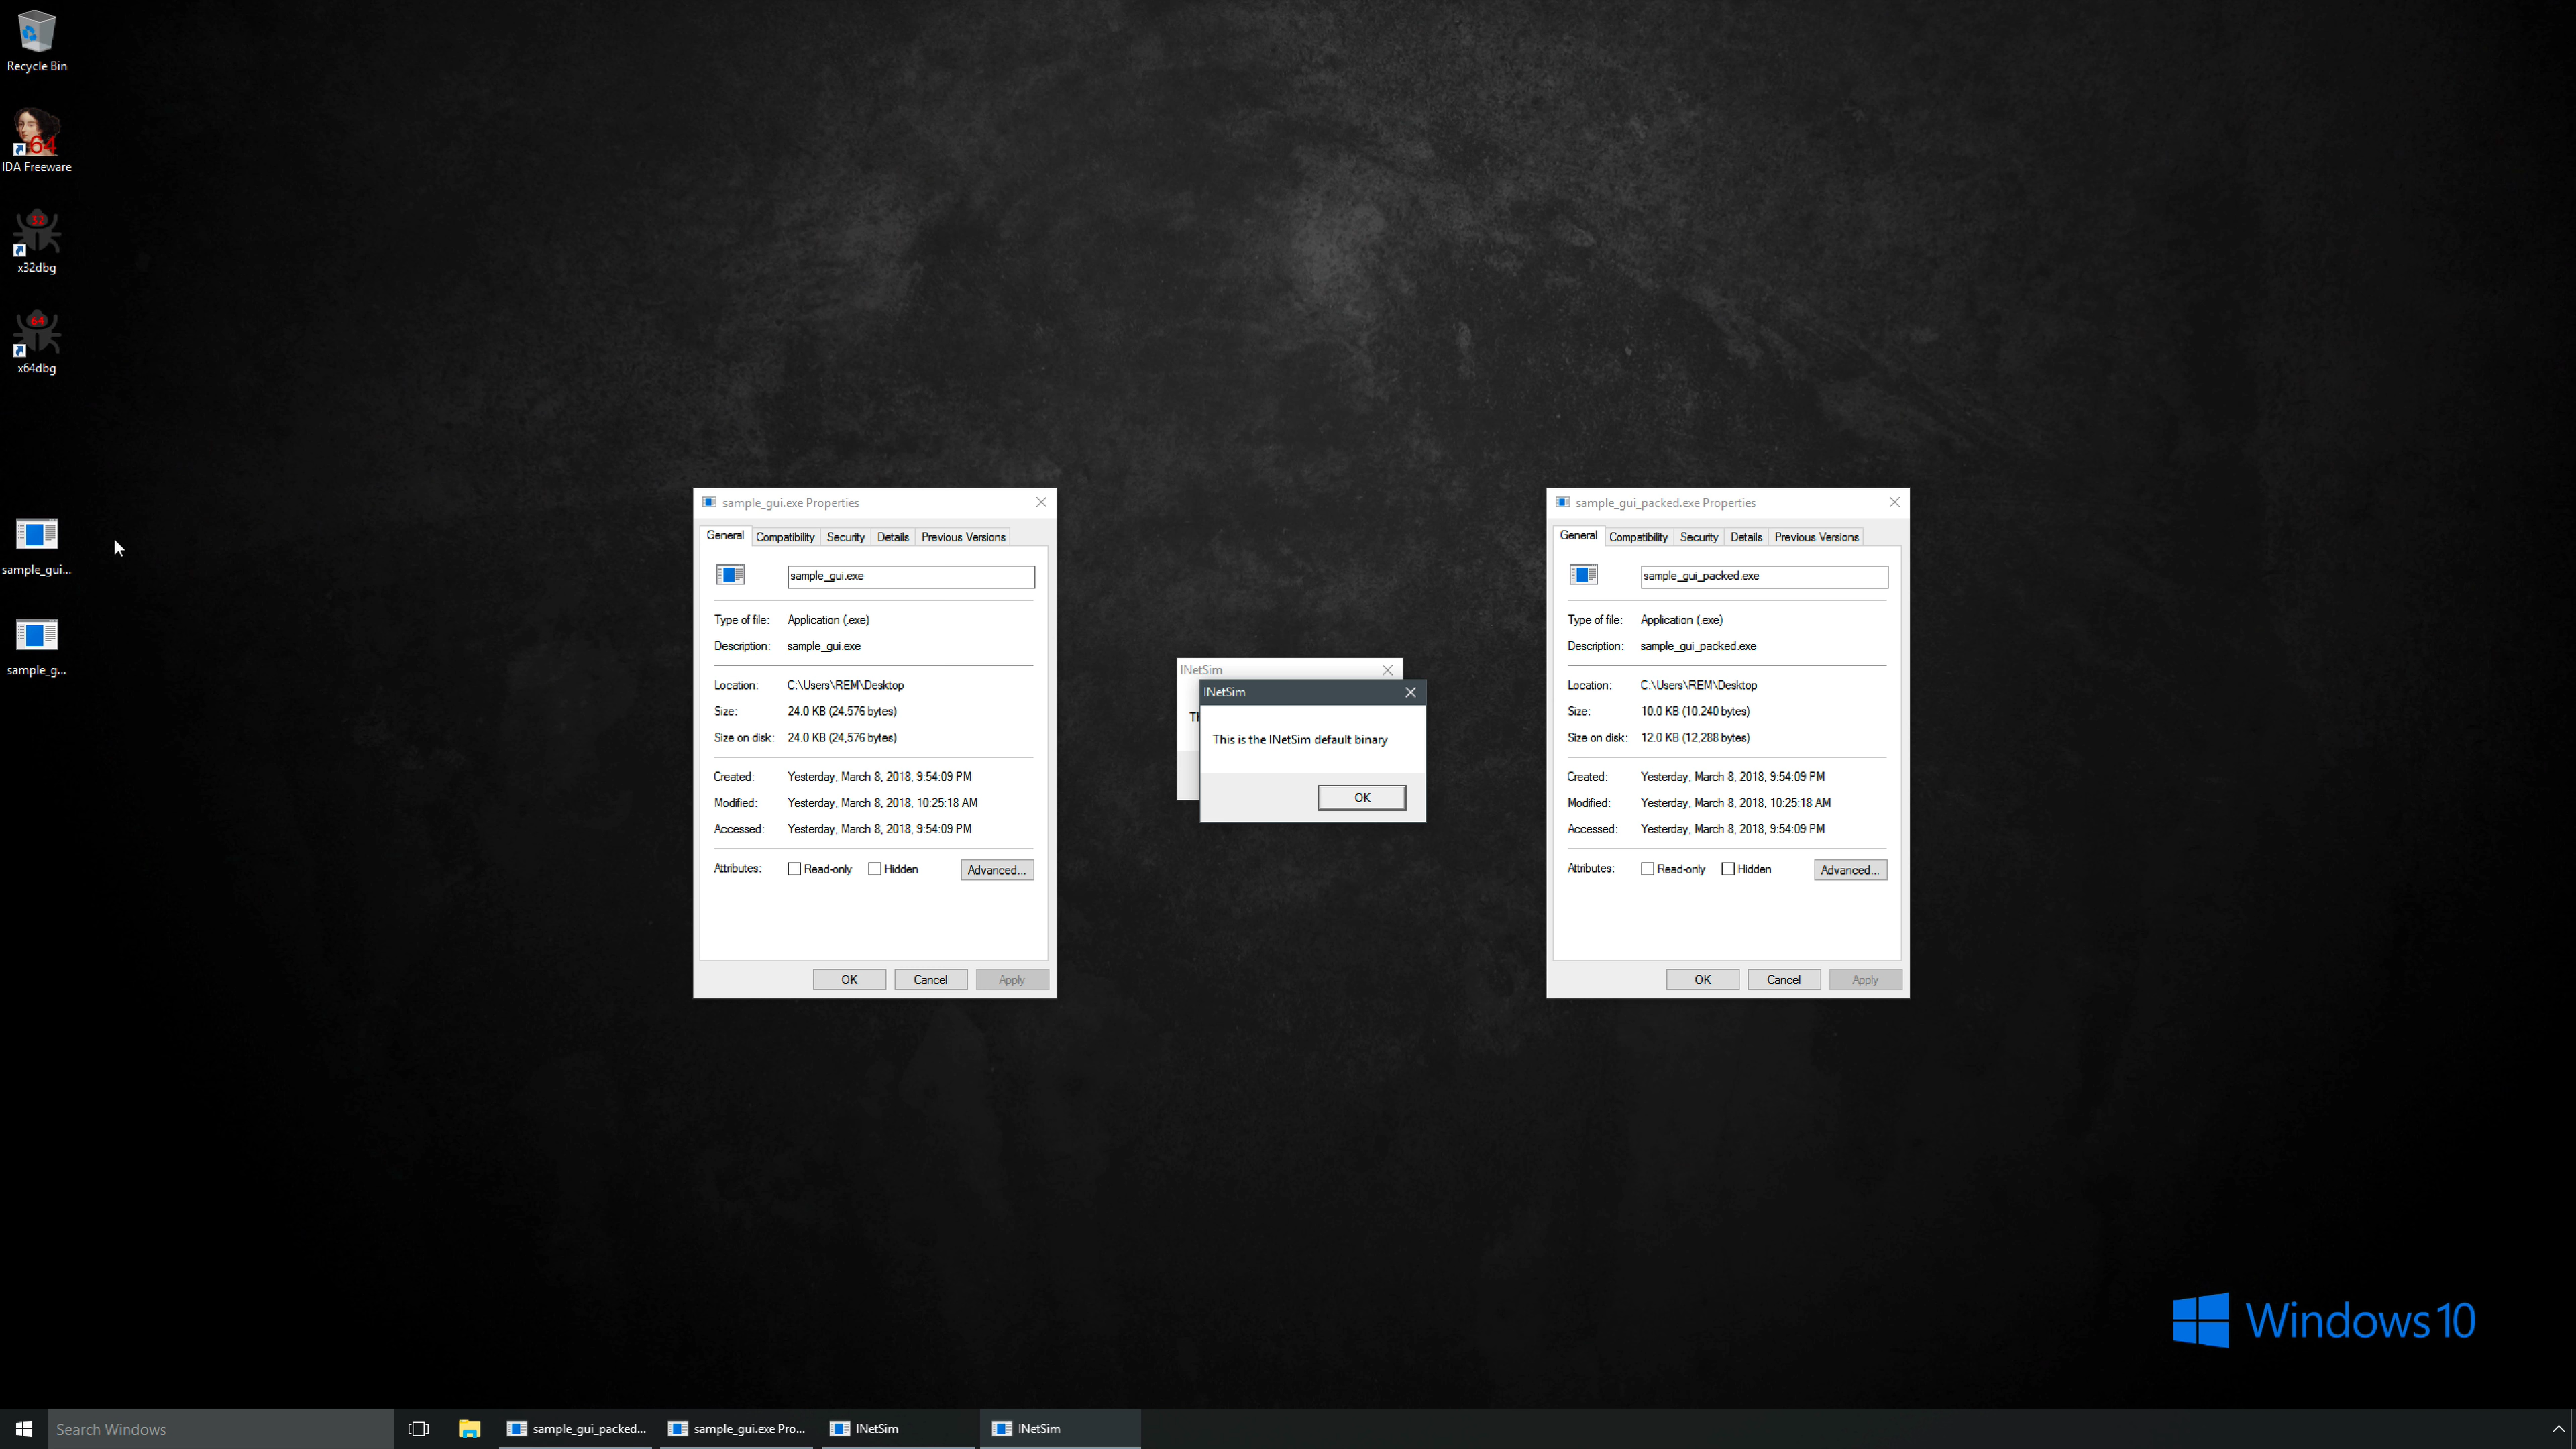 Recycle Bin
64
IDA Freeware
32
x32dbg
64
x64dbg
sample_gui...
sample_g...
sample_gui.exe Properties
General Compatibility Security Details Previous Versions
sample_gui.exe
Type of file: Application (.exe)
Description: sample_gui.exe
Location: C:\Users\REM\Desktop
Size: 24.0 KB (24,576 bytes)
Size on disk: 24.0 KB (24,576 bytes)
Created: Yesterday, March 8, 2018, 9:54:09 PM
Modified: Yesterday, March 8, 2018, 10:25:18 AM
Accessed: Yesterday, March 8, 2018, 9:54:09 PM
Attributes: Read-only Hidden Advanced...
OK Cancel Apply
INetSim
Th
INetSim
This is the INetSim default binary
OK
sample_gui_packed.exe Properties
General Compatibility Security Details Previous Versions
sample_gui_packed.exe
Type of file: Application (.exe)
Description: sample_gui_packed.exe
Location: C:\Users\REM\Desktop
Size: 10.0 KB (10,240 bytes)
Size on disk: 12.0 KB (12,288 bytes)
Created: Yesterday, March 8, 2018, 9:54:09 PM
Modified: Yesterday, March 8, 2018, 10:25:18 AM
Accessed: Yesterday, March 8, 2018, 9:54:09 PM
Attributes: Read-only Hidden Advanced...
OK Cancel Apply
Windows 10
Search Windows sample_gui_packed... sample_gui.exe Pro... INetSim INetSim